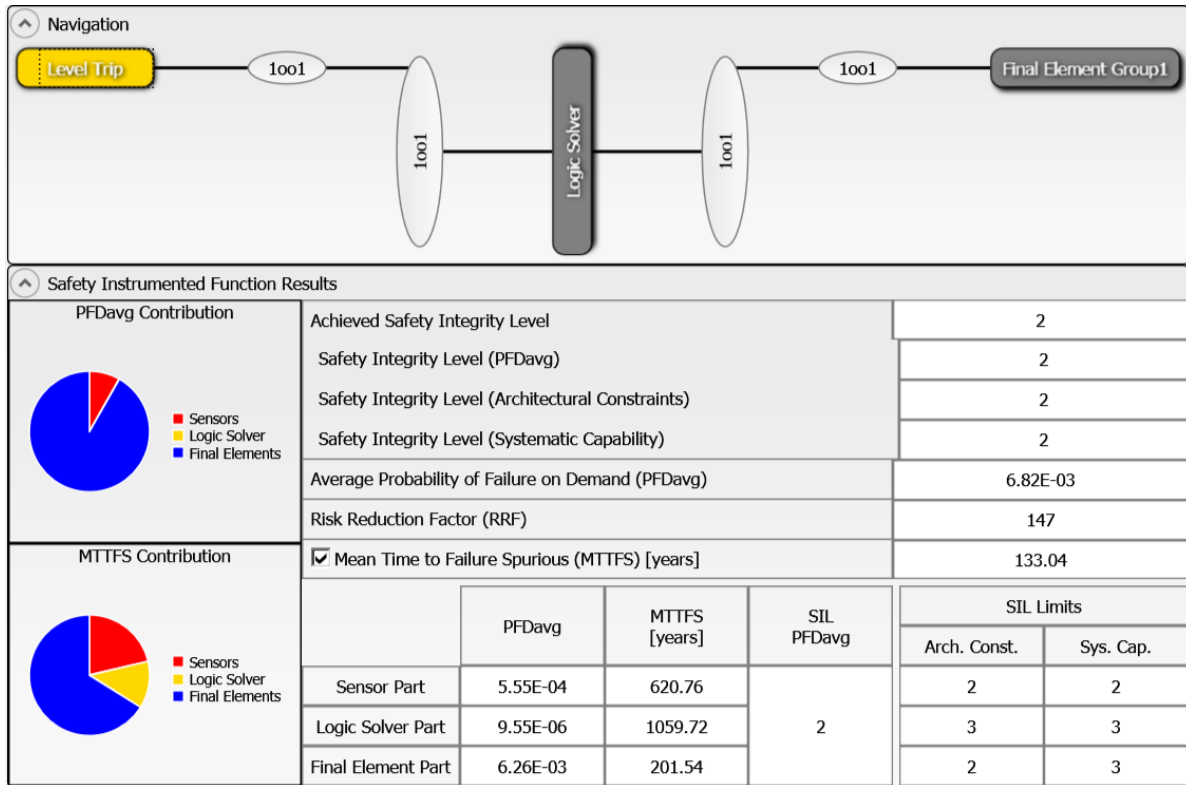 Navigation
Level Trip
1oo1
1oo1
Logic Solver
1oo1
1oo1
Final Element Group1
Safety Instrumented Function Results
PFDavg Contribution
Sensors
Logic Solver
Final Elements
Achieved Safety Integrity Level 2
Safety Integrity Level (PFDavg) 2
Safety Integrity Level (Architectural Constraints) 2
Safety Integrity Level (Systematic Capability) 2
Average Probability of Failure on Demand (PFDavg) 6.82E-03
Risk Reduction Factor (RRF) 147
MTTFS Contribution
Sensors
Logic Solver
Final Elements
Mean Time to Failure Spurious (MTTFS) [years] 133.04
PFDavg
MTTFS
[years]
SIL
PFDavg
SIL Limits
Arch. Const. Sys. Cap.
Sensor Part 5.55E-04 620.76 2 2
Logic Solver Part 9.55E-06 1059.72 2 3 3
Final Element Part 6.26E-03 201.54 2 3